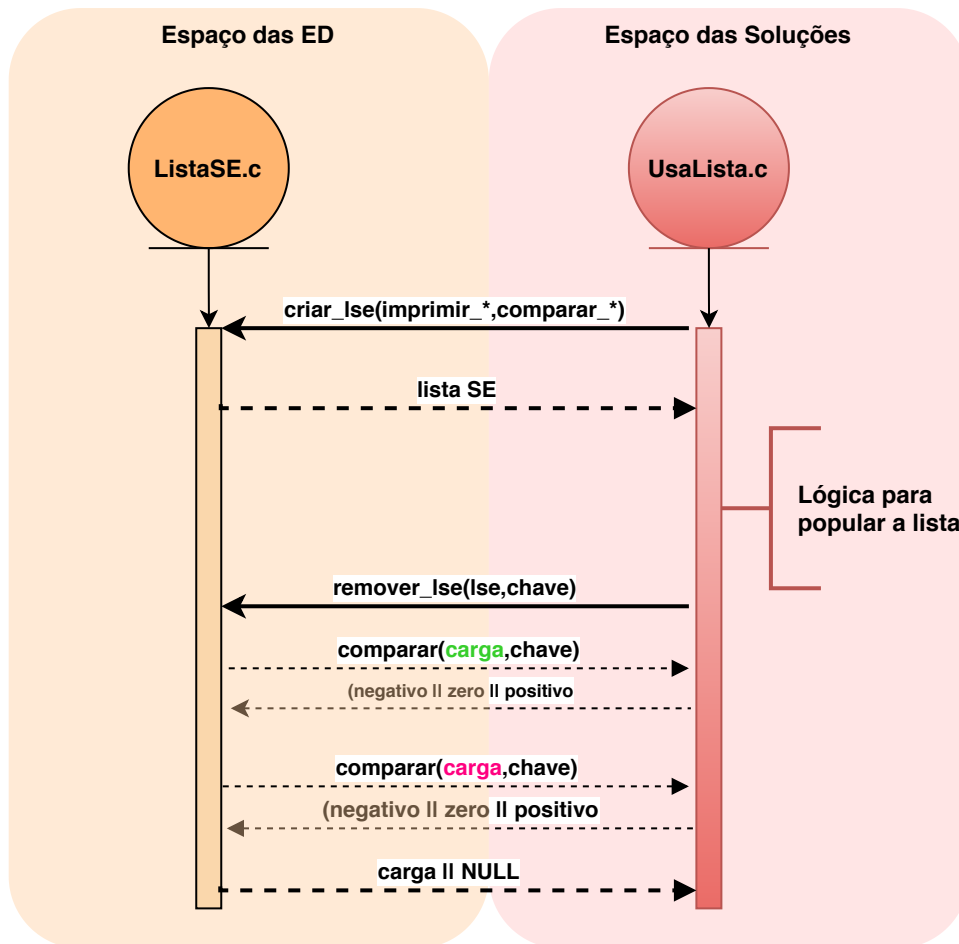 Espaço das ED
Espaço das Soluções
ListaSE.c
UsaLista.c
criar_lse(imprimir_*,comparar_*)
lista SE
Lógica para
popular a lista
remover_lse(lse,chave)
comparar(carga,chave)
(negativo || zero || positivo
comparar(carga,chave)
(negativo || zero || positivo
carga || NULL